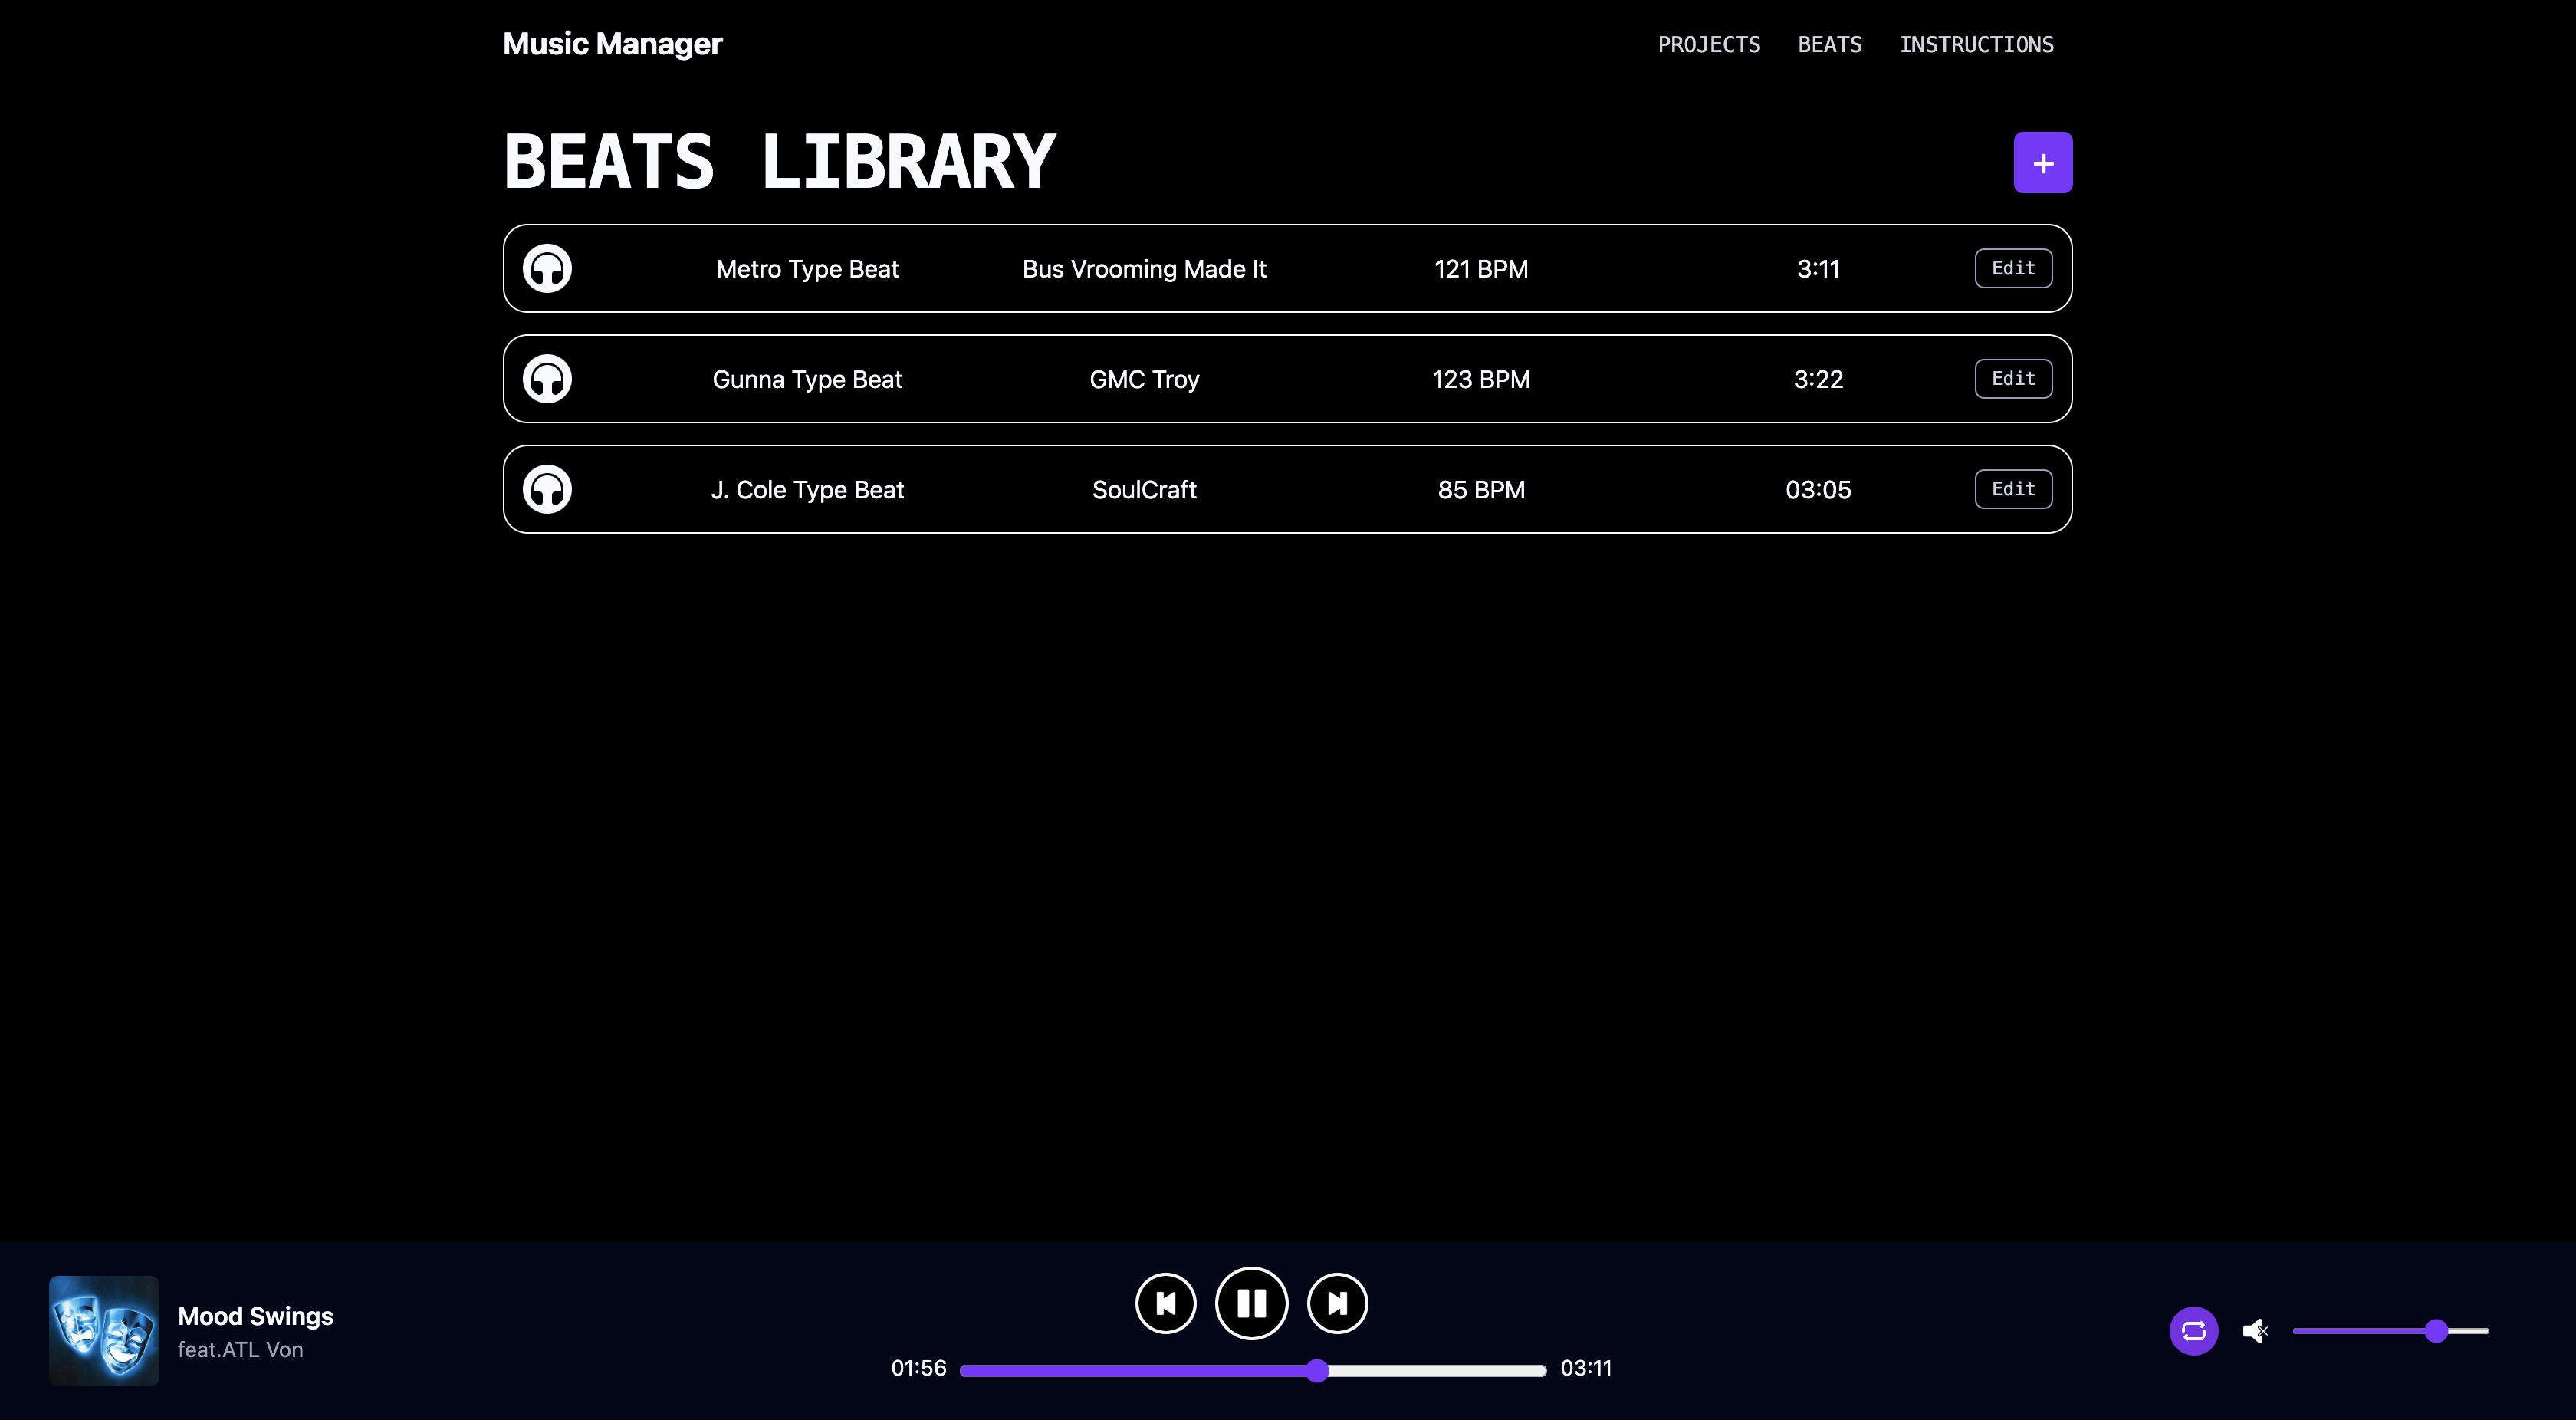 Music Manager
PROJECTS BEATS INSTRUCTIONS
BEATS LIBRARY
+
Metro Type Beat Bus Vrooming Made It 121 BPM 3:11 Edit
Gunna Type Beat GMC Troy 123 BPM 3:22 Edit
J. Cole Type Beat SoulCraft 85 BPM 03:05 Edit
Mood Swings
feat.ATL Von
01:56 03:11